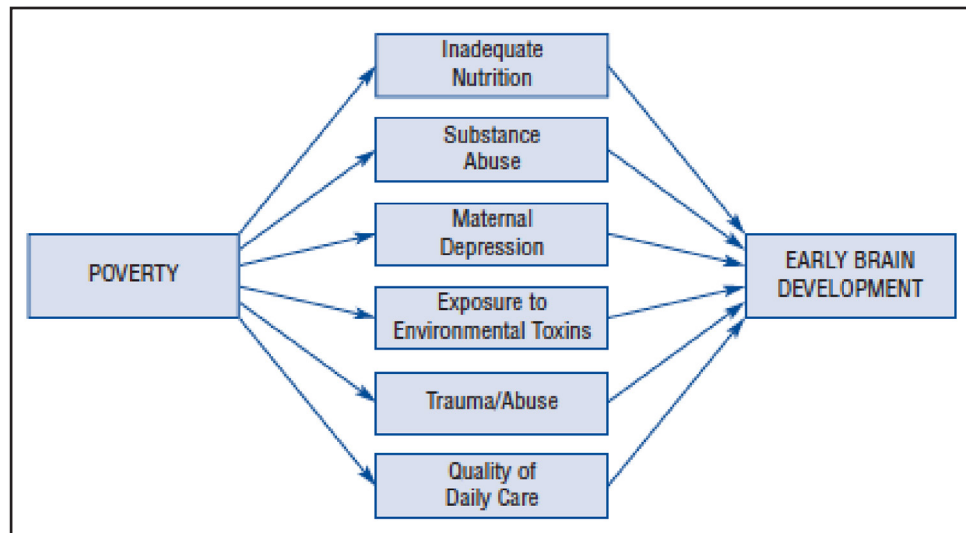 Inadequate
Nutrition
Substance
Abuse
Maternal
Depression
POVERTY
EARLY BRAIN
DEVELOPMENT
Exposure to
Environmental Toxins
Trauma/Abuse
Quality of
Daily Care